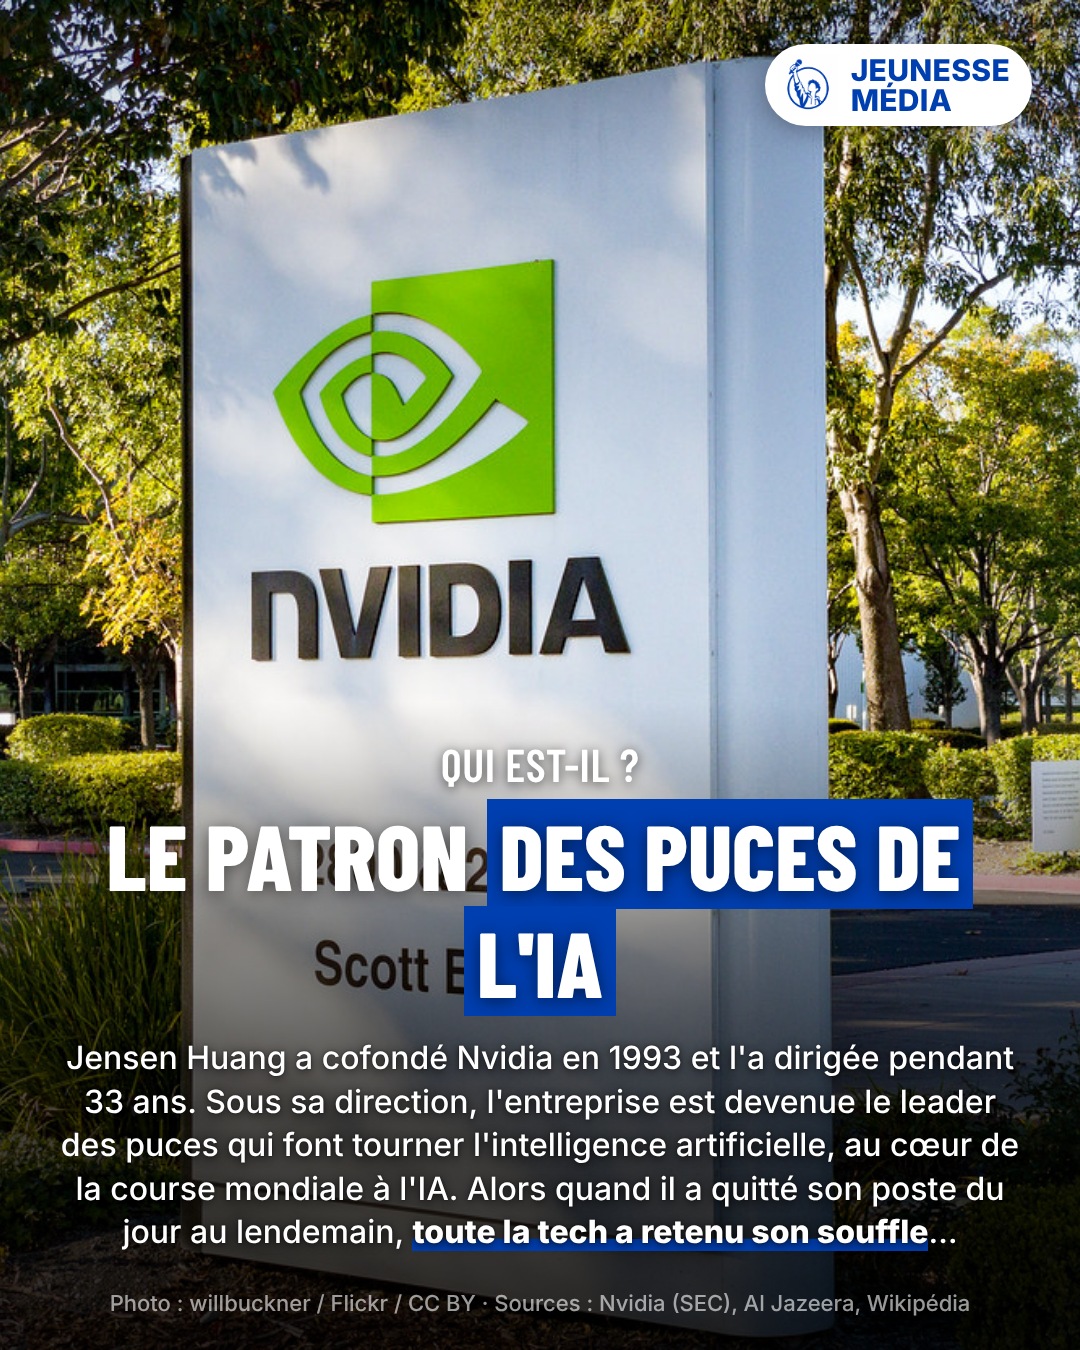 JEUNESSE
MÉDIA
NVIDIA
QUI EST-IL ?
LE PATRON DES PUCES DE
L'IA
Scott
Jensen Huang a cofondé Nvidia en 1993 et l'a dirigée pendant
33 ans. Sous sa direction, l'entreprise est devenue le leader
des puces qui font tourner l'intelligence artificielle, au cœur de
la course mondiale à l'IA. Alors quand il a quitté son poste du
jour au lendemain, toute la tech a retenu son souffle...
Photo : willbuckner / Flickr / CC BY · Sources : Nvidia (SEC), Al Jazeera, Wikipédia